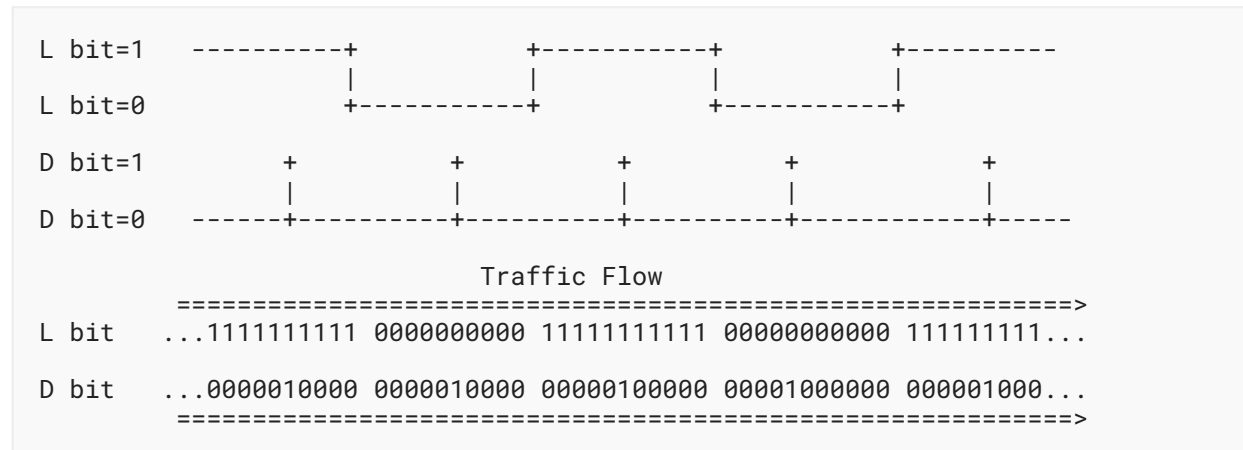 L bit=1   ----------+           +-----------+           +----------
                    |           |           |           |
L bit=0             +-----------+           +-----------+
D bit=1         +          +          +          +            +
                |          |          |          |            |
D bit=0   ------+----------+----------+----------+------------+-----
                             Traffic Flow
         ===========================================================>
L bit   ...1111111111 0000000000 11111111111 00000000000 111111111...
D bit   ...0000010000 0000010000 00000100000 00001000000 000001000...
         ===========================================================>